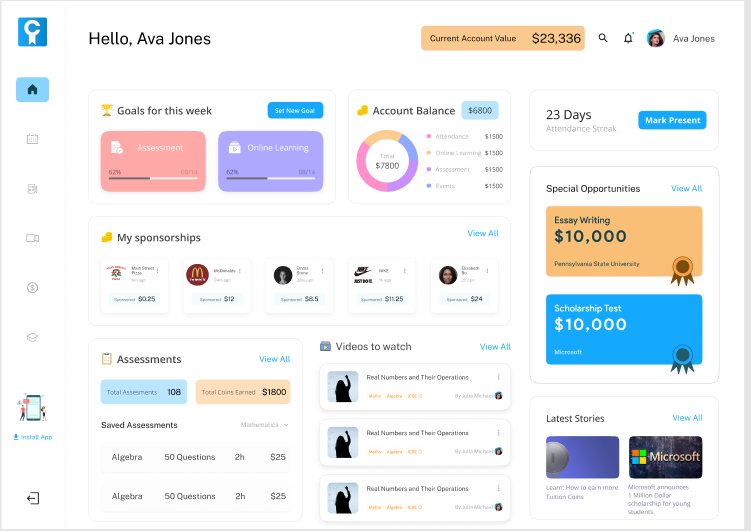 Hello, Ava Jones
Current Account Value $23,336
Ava Jones
Goals for this week
Set New Goal
Assessment
62% 08/14
Online Learning
62% 08/14
Account Balance $6800
Total
$7800
Attendance $1500
Online Learning $1500
Assessment $1500
Events $1500
23 Days
Attendance Streak
Mark Present
My sponsorships
View All
Main Street
Pizza
Sponsored $0.25
McDonalds
Sponsored $12
Emma
Sponsored $8.5
NIKE
JUST DO IT.
Sponsored $11.25
Elizabeth
Sponsored $24
Special Opportunities View All
Essay Writing
$10,000
Pennsylvania State University
Scholarship Test
$10,000
Microsoft
Assessments View All
Total Assesments 108
Total Coins Earned $1800
Saved Assessments Mathematics
Algebra 50 Questions 2h $25
Algebra 50 Questions 2h $25
Videos to watch View All
Real Numbers and Their Operations
Maths Algebra
By Julia Michael
Real Numbers and Their Operations
Maths Algebra
By Julia Michael
Real Numbers and Their Operations
Maths Algebra
By Julia Michael
Latest Stories View All
Learn: How to earn more
Tuition Coins
Microsoft
Microsoft announces
1 Million Dollar
scholarship for young
students.
Install App